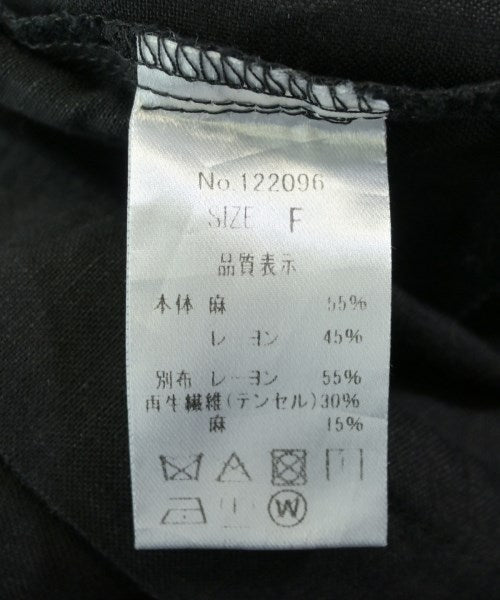 No.122096
SIZE F
品質表示
本体 麻 55%
レーヨン 45%
別布 レーヨン 55%
再生繊維(テンセル)30%
麻 15%
W